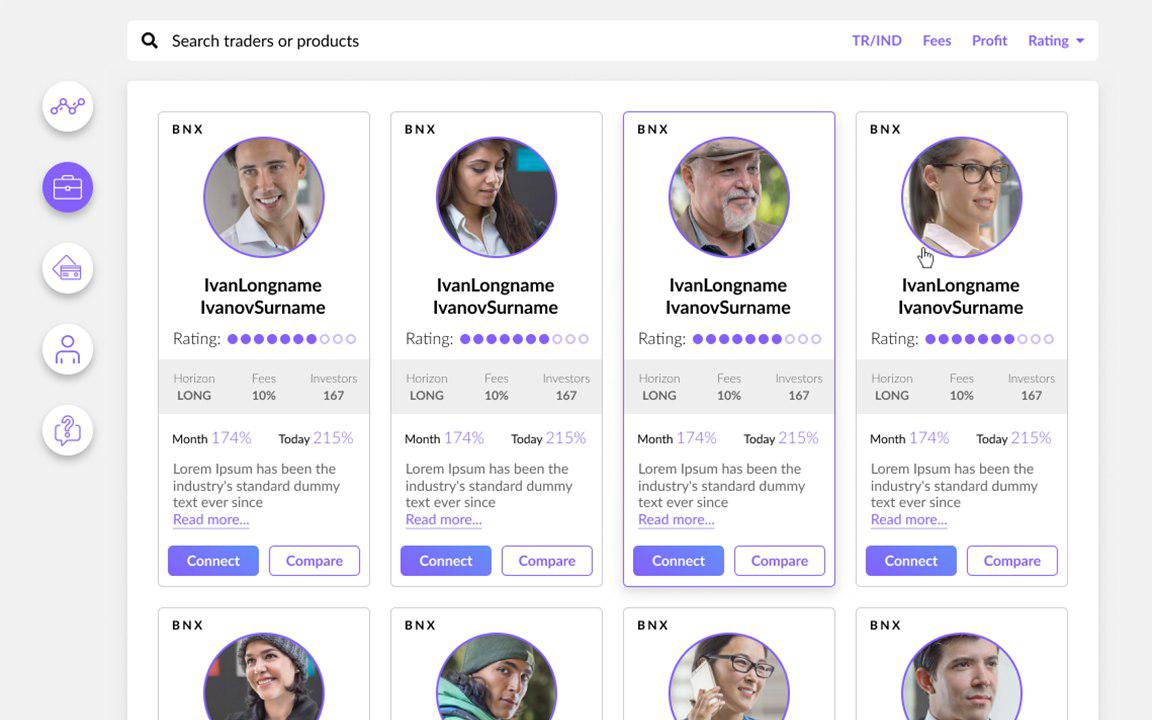 Search traders or products
TR/IND Fees Profit Rating
BNX BNX BNX BNX
IvanLongname IvanLongname IvanLongname IvanLongname
IvanovSurname IvanovSurname IvanovSurname IvanovSurname
Rating: Rating: Rating: Rating:
Horizon Fees Investors Horizon Fees Investors Horizon Fees Investors Horizon Fees Investors
LONG 10% 167 LONG 10% 167 LONG 10% 167 LONG 10% 167
Month 174% Today 215% Month 174% Today 215% Month 174% Today 215% Month 174% Today 215%
Lorem Ipsum has been the Lorem Ipsum has been the Lorem Ipsum has been the Lorem Ipsum has been the
industry's standard dummy industry's standard dummy industry's standard dummy industry's standard dummy
text ever since text ever since text ever since text ever since
Read more... Read more... Read more... Read more...
Connect Compare Connect Compare Connect Compare Connect Compare
BNX BNX BNX BNX